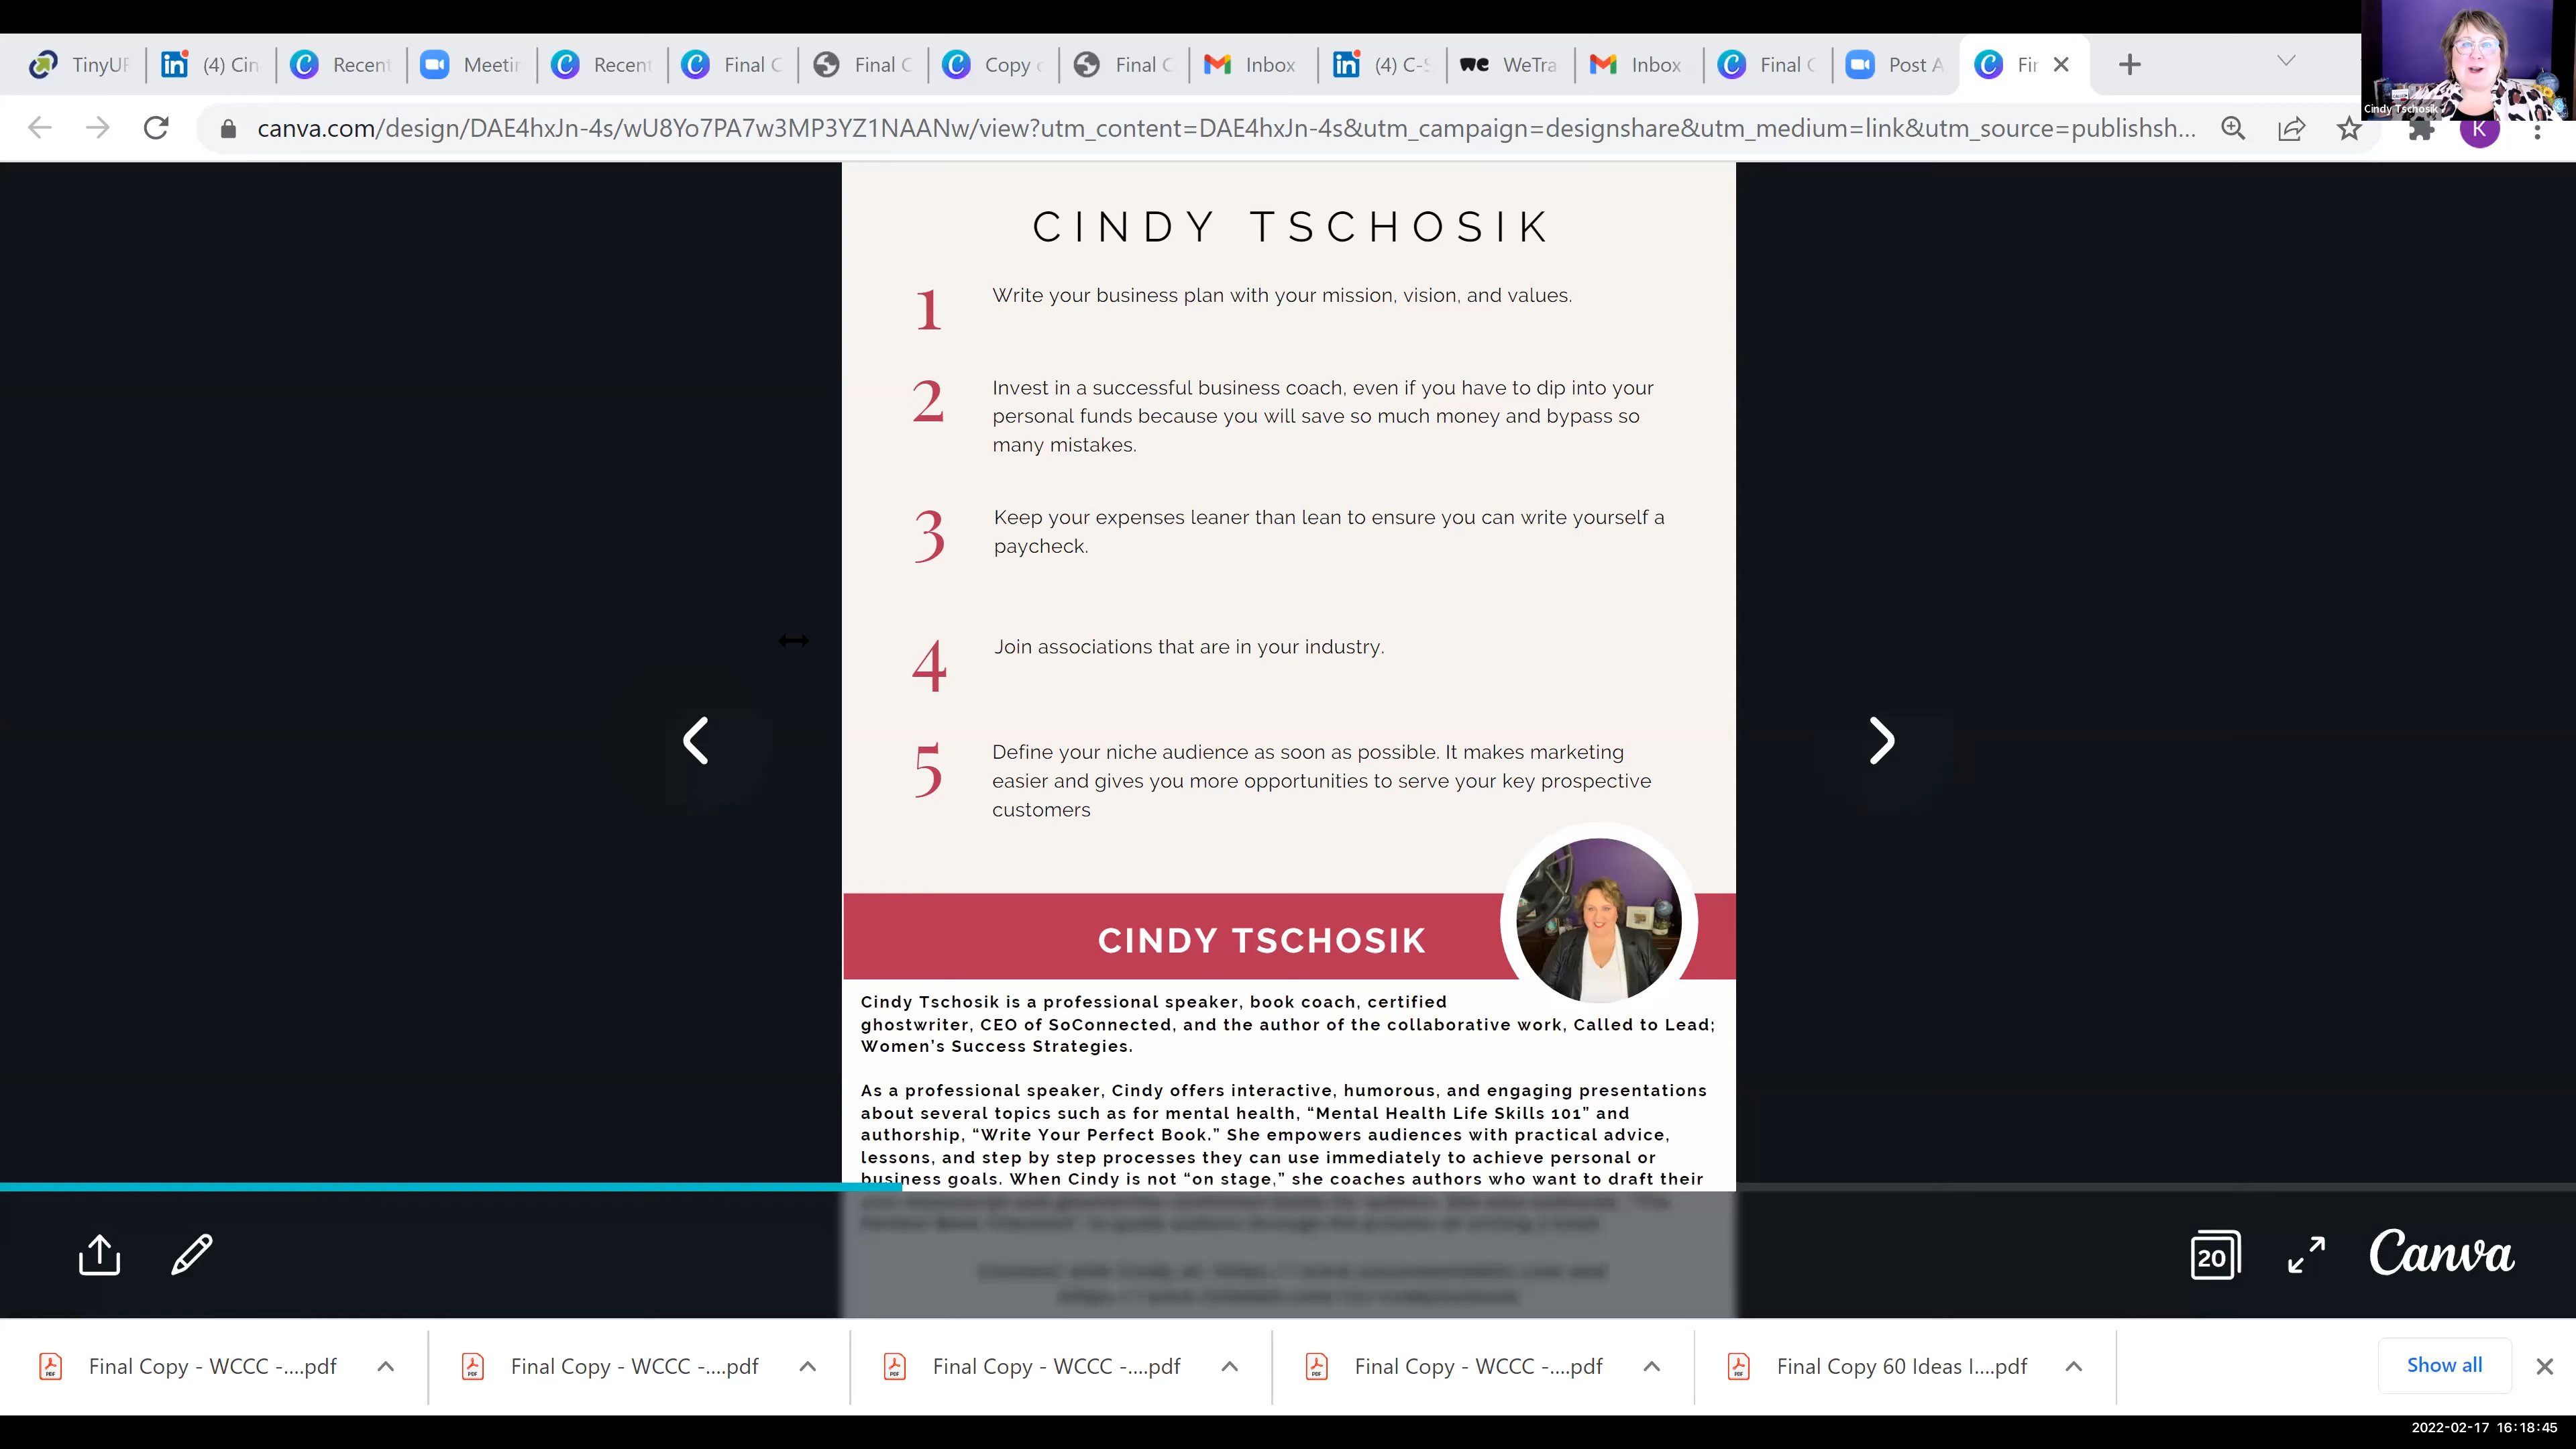 TinyUR
(4) Cin
Recent
Meetin
Recent
Final C
Final C
Copy o
Final C
Inbox
(4) C-S
WeTra
Inbox
Final C
Post A
Fin
Cindy Tschosik
canva.com/design/DAE4hxJn-4s/wU8Yo7PA7w3MP3YZ1NAANw/view?utm_content=DAE4hxJn-4s&utm_campaign=designshare&utm_medium=link&utm_source=publishsh...
K
CINDY TSCHOSIK
1 Write your business plan with your mission, vision, and values.
2 Invest in a successful business coach, even if you have to dip into your
personal funds because you will save so much money and bypass so
many mistakes.
3 Keep your expenses leaner than lean to ensure you can write yourself a
paycheck.
4 Join associations that are in your industry.
5 Define your niche audience as soon as possible. It makes marketing
easier and gives you more opportunities to serve your key prospective
customers
CINDY TSCHOSIK
Cindy Tschosik is a professional speaker, book coach, certified
ghostwriter, CEO of SoConnected, and the author of the collaborative work, Called to Lead;
Women's Success Strategies.
As a professional speaker, Cindy offers interactive, humorous, and engaging presentations
about several topics such as for mental health, “Mental Health Life Skills 101” and
authorship, “Write Your Perfect Book.” She empowers audiences with practical advice,
lessons, and step by step processes they can use immediately to achieve personal or
business goals. When Cindy is not “on stage,” she coaches authors who want to draft their
20
Canva
Final Copy - WCCC -....pdf
Final Copy - WCCC -....pdf
Final Copy - WCCC -....pdf
Final Copy - WCCC -....pdf
Final Copy 60 Ideas I....pdf
Show all
2022-02-17 16:18:45